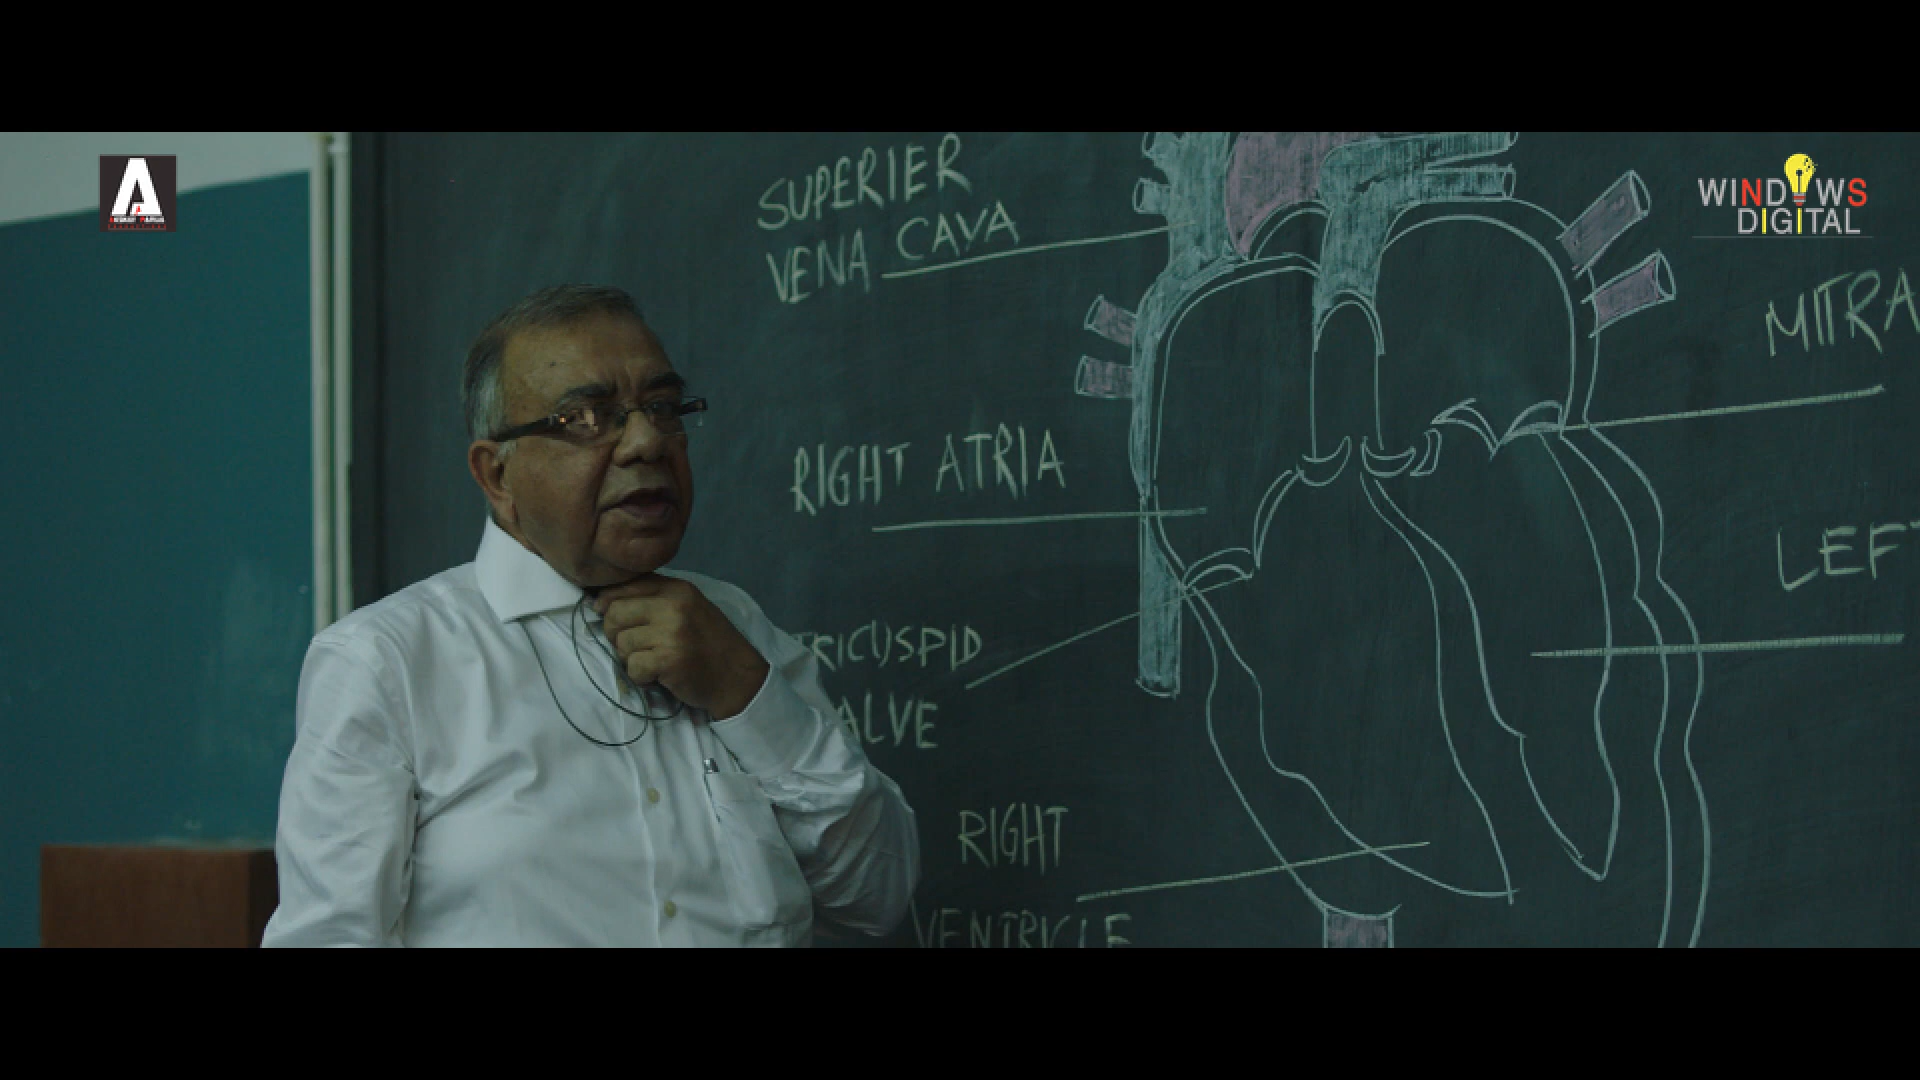 A
WINDOWS
DIGITAL
SUPERIER
VENA CAVA
RIGHT ATRIA
TRICUSPID
VALVE
RIGHT
VENTRICLE
MITRA
LEFT